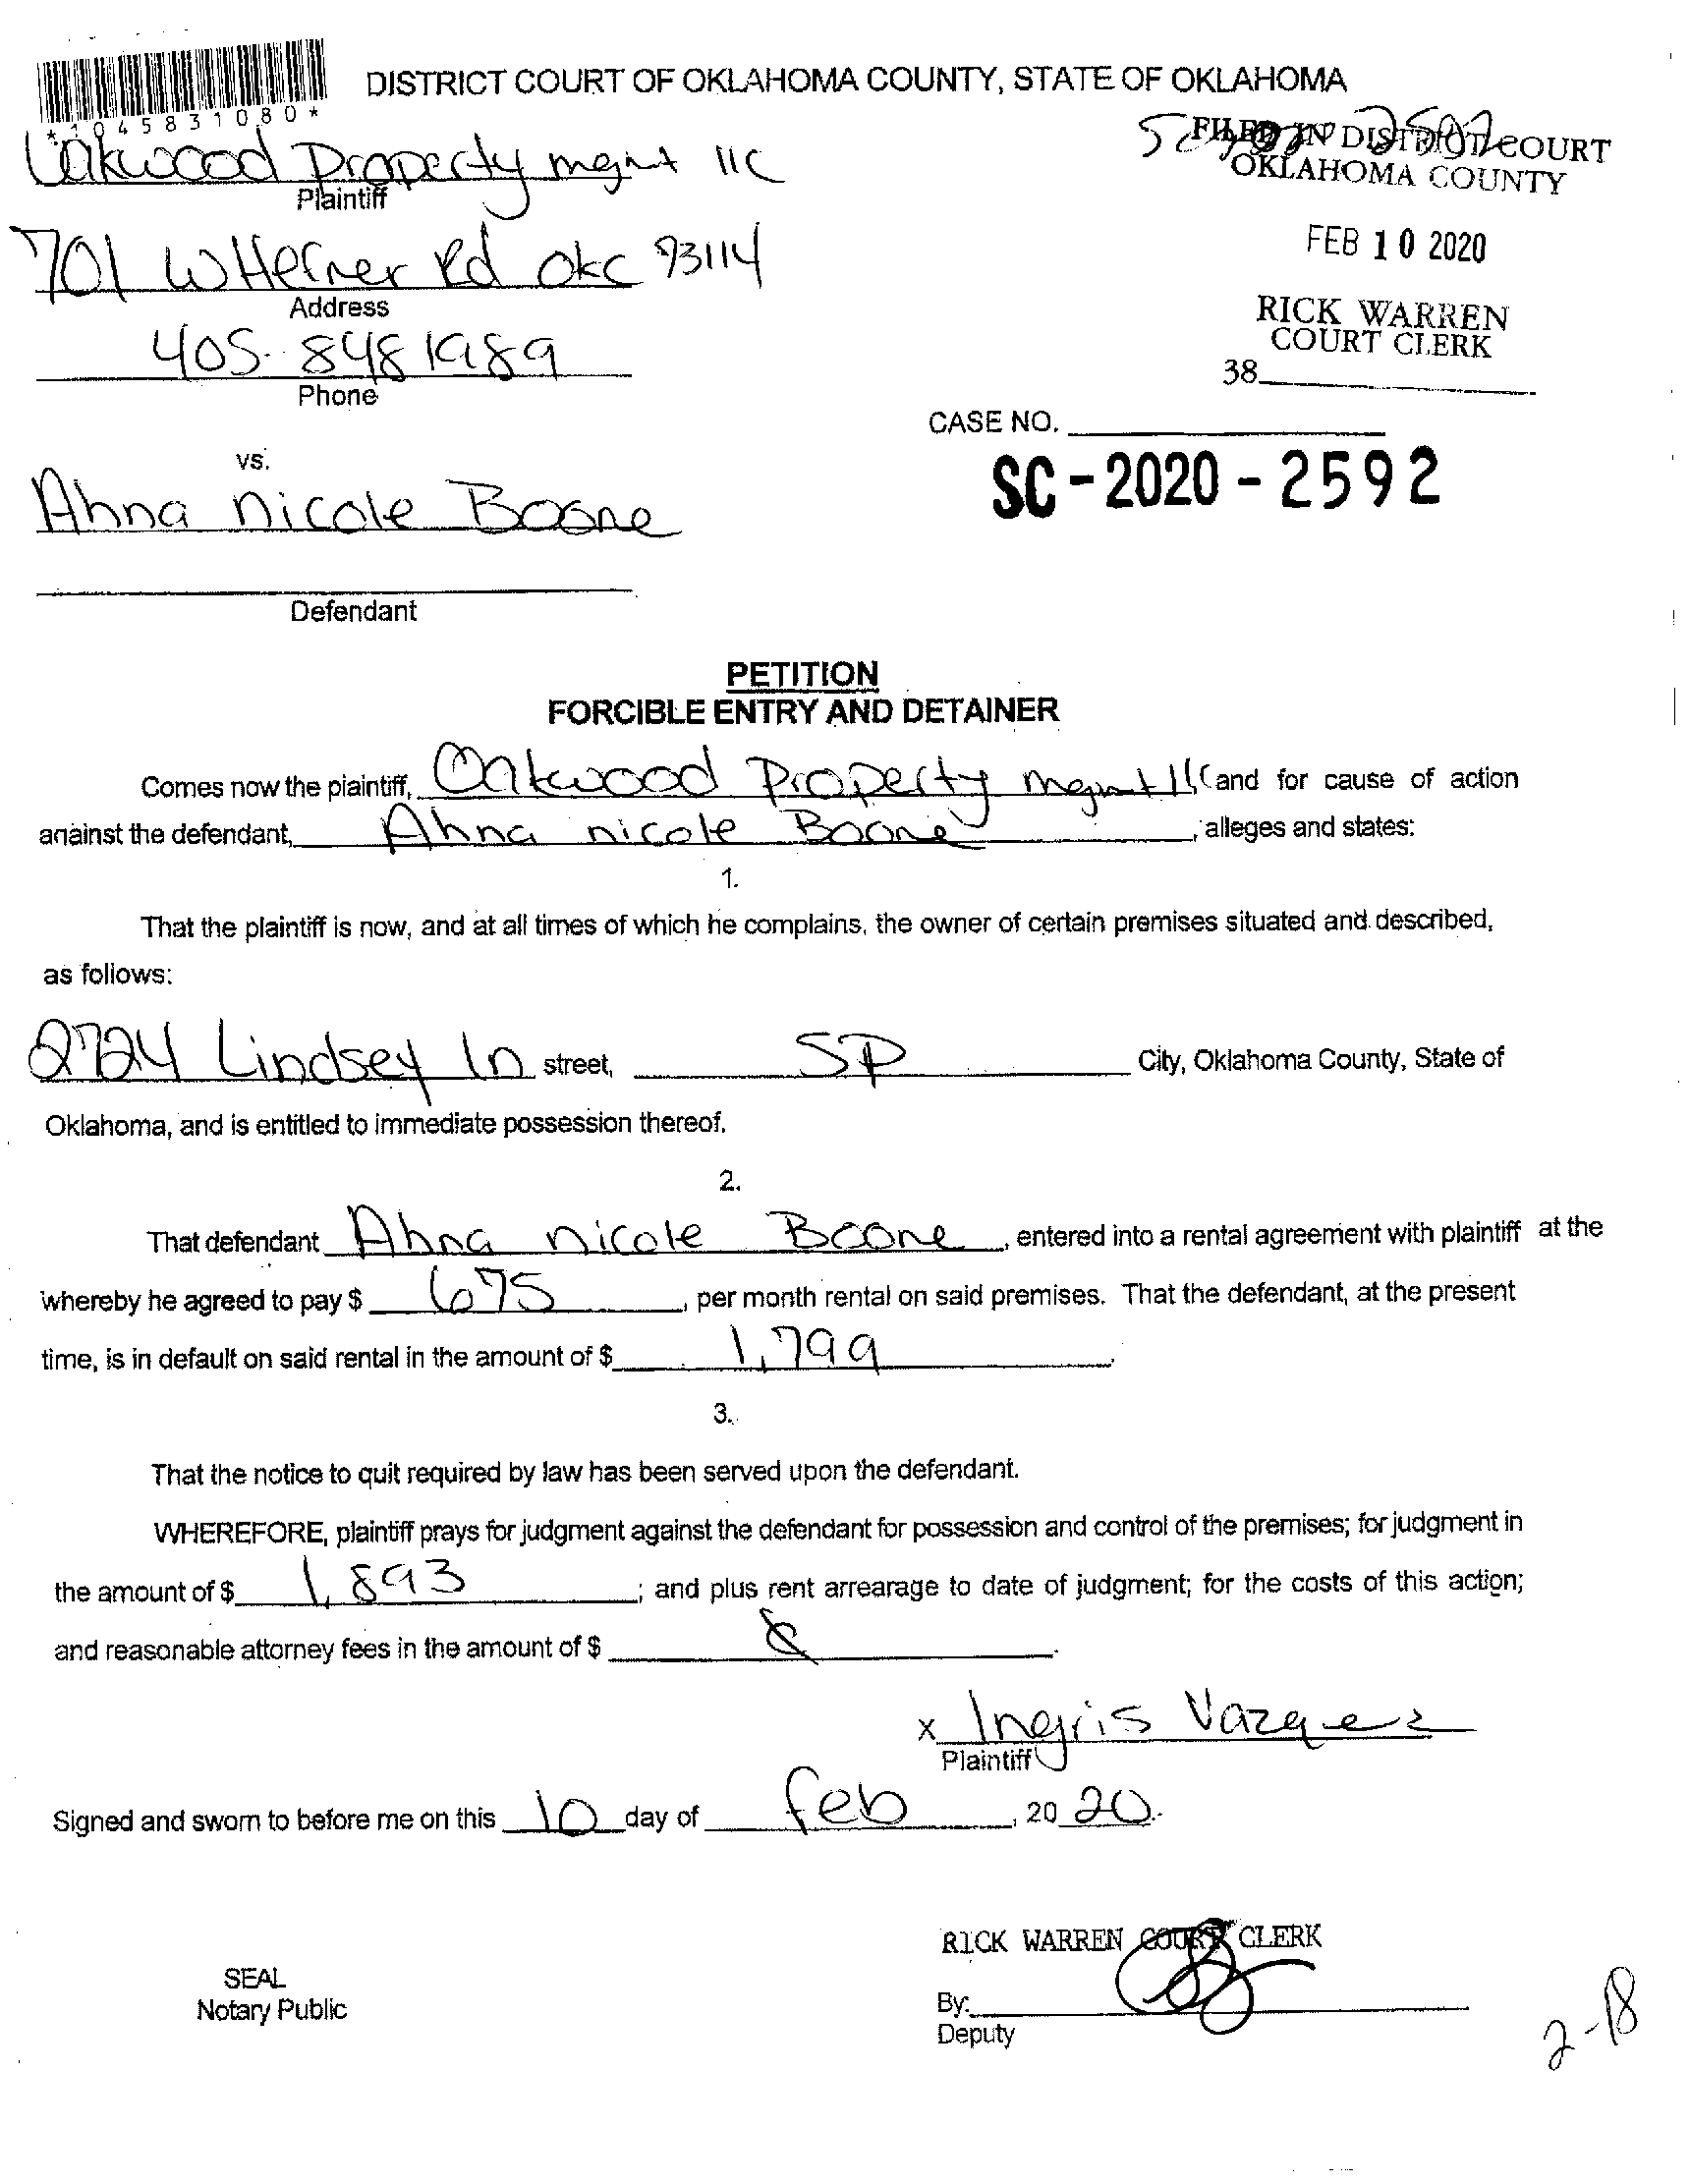 DISTRICT COURT OF OKLAHOMA COUNTY, STATE OF OKLAHOMA
*1045831080*
Oakwood Property mgmt llc
Plaintiff
FILED IN DISTRICT COURT
OKLAHOMA COUNTY
701 W Hefner Rd okc 73114
Address
FEB 10 2020
405-848 1989
Phone
RICK WARREN
COURT CLERK
38
CASE NO.
SC-2020-2592
vs.
Ahna nicole Boone
Defendant
PETITION
FORCIBLE ENTRY AND DETAINER
Comes now the plaintiff, Oakwood Property mgmt llc and for cause of action
against the defendant, Ahna nicole Boone, alleges and states:
1.
That the plaintiff is now, and at all times of which he complains, the owner of certain premises situated and described,
as follows:
2724 Lindsey ln street, SP City, Oklahoma County, State of
Oklahoma, and is entitled to immediate possession thereof.
2.
That defendant Ahna nicole Boone, entered into a rental agreement with plaintiff at the
whereby he agreed to pay $ 675, per month rental on said premises. That the defendant, at the present
time, is in default on said rental in the amount of $ 1,799.
3.
That the notice to quit required by law has been served upon the defendant.
WHEREFORE, plaintiff prays for judgment against the defendant for possession and control of the premises; for judgment in
the amount of $ 1,893; and plus rent arrearage to date of judgment; for the costs of this action;
and reasonable attorney fees in the amount of $
x Ingris Vazquez
Plaintiff
Signed and sworn to before me on this 10 day of feb, 20 20.
RICK WARREN COURT CLERK
SEAL
Notary Public
By:
Deputy
2-18